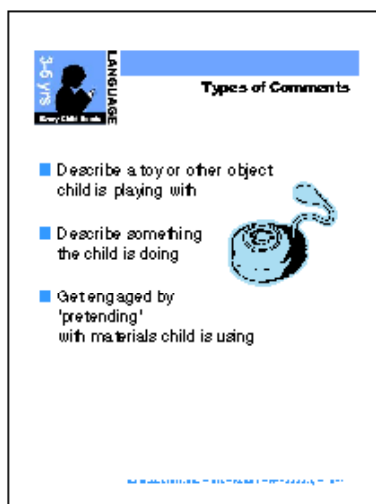 3-6 yrs
LANGUAGE
Every Child Reads
Types of Comments
Describe a toy or other object
child is playing with
Describe something
the child is doing
Get engaged by
'pretending'
with materials child is using